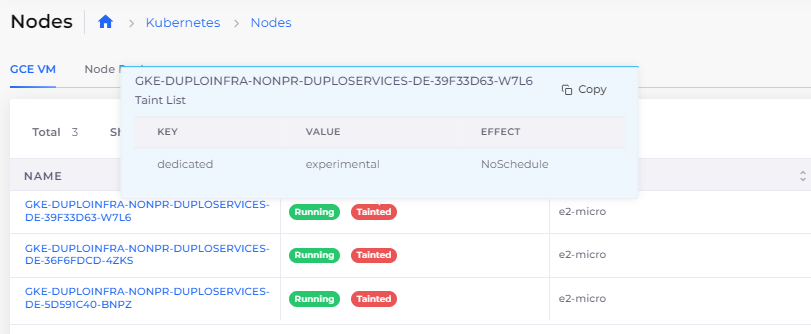 Nodes Kubernetes Nodes
GCE VM Node
GKE-DUPLOINFRA-NONPR-DUPLOSERVICES-DE-39F33D63-W7L6
Copy
Taint List
KEY VALUE EFFECT
dedicated experimental NoSchedule
Total 3
NAME
GKE-DUPLOINFRA-NONPR-DUPLOSERVICES-
DE-39F33D63-W7L6
Running Tainted e2-micro
GKE-DUPLOINFRA-NONPR-DUPLOSERVICES-
DE-36F6FDCD-4ZKS
Running Tainted e2-micro
GKE-DUPLOINFRA-NONPR-DUPLOSERVICES-
DE-5D591C40-BNPZ
Running Tainted e2-micro